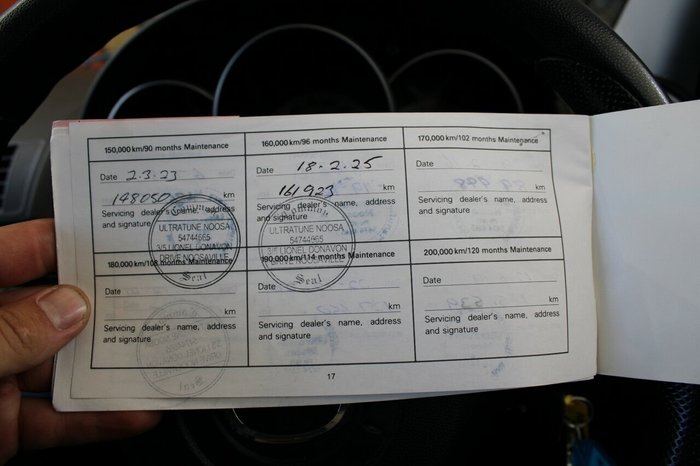 150,000 km/90 months Maintenance
Date 2.3.23
148050 km
Servicing dealer's name, address
and signature
Common
ULTRATUNE NOOSA
54744665
3/5 LIONEL DONAVON
DRIVE NOOSAVILLE
Seal
160,000 km/96 months Maintenance
Date 18-2-25
161923 km
Servicing dealer's name, address
and signature
Common
ULTRATUNE NOOSA
54744665
3/5 LIONEL DONAVON
DRIVE NOOSAVILLE
Seal
170,000 km/102 months Maintenance
Date
km
Servicing dealer's name, address
and signature
180,000 km/108 months Maintenance
Date
km
Servicing dealer's name, address
and signature
190,000 km/114 months Maintenance
Date
km
Servicing dealer's name, address
and signature
200,000 km/120 months Maintenance
Date
km
Servicing dealer's name, address
and signature
17